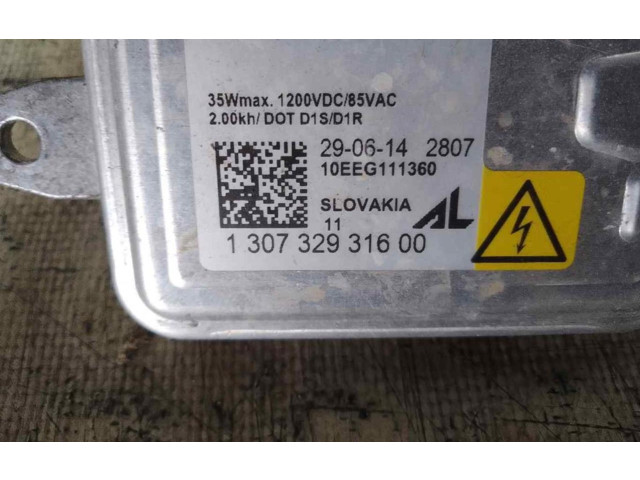 35Wmax. 1200VDC/85VAC
2.00kh/ DOT D1S/D1R
29-06-14 2807
10EEG111360
SLOVAKIA AL
11
1 307 329 316 00